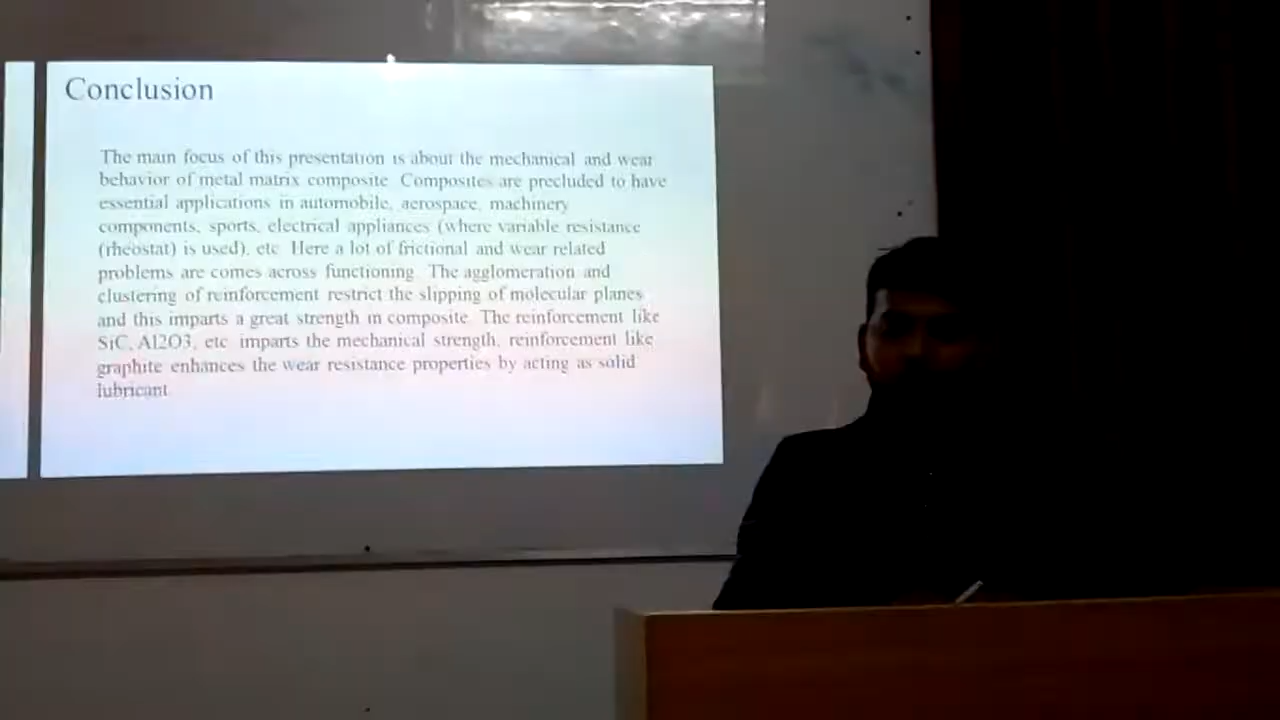 Conclusion
The main focus of this presentation is about the mechanical and wear
behavior of metal matrix composite. Composites are precluded to have
essential applications in automobile, aerospace, machinery
components, sports, electrical appliances (where variable resistance
(rheostat) is used), etc. Here a lot of frictional and wear related
problems are comes across functioning. The agglomeration and
clustering of reinforcement restrict the slipping of molecular planes
and this imparts a great strength in composite. The reinforcement like
SiC, Al2O3, etc. imparts the mechanical strength, reinforcement like
graphite enhances the wear resistance properties by acting as solid
lubricant.